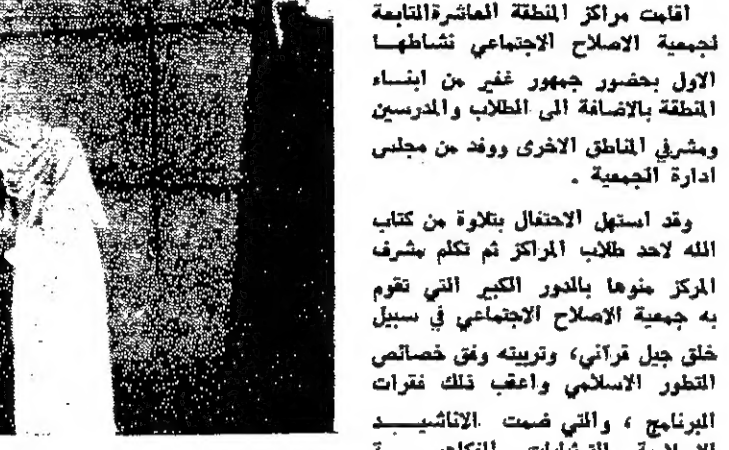 اقامت مراكز المنطقة العاشرة التابعة
لجمعية الاصلاح الاجتماعي نشاطهــا
الاول بحضور جمهور غفير من ابنــاء
المنطقة بالاضافة الى الطلاب والمدرسين
ومشرفي المناطق الاخرى ووفد من مجلس
ادارة الجمعية .
وقد استهل الاحتفال بتلاوة من كتاب
الله لاحد طلاب المراكز ثم تكلم مشرف
المركز منوها بالدور الكبير التي تقوم
به جمعية الاصلاح الاجتماعي في سبيل
خلق جيل قرآني، وتربيته وفق خصائص
التطور الاسلامي واعقب ذلك فقرات
البرنامج ، والتي ضمت الاناشيــــد